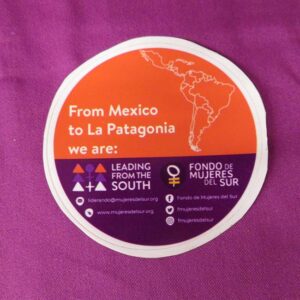 From Mexico
to La Patagonia
we are:
LEADING
FROM THE
SOUTH
FONDO DE
MUJERES
DEL SUR
liderando@mujeresdelsur.org
www.mujeresdelsur.org
Fondo de Mujeres del Sur
fmujeresdelsur
fmujeresdelsur